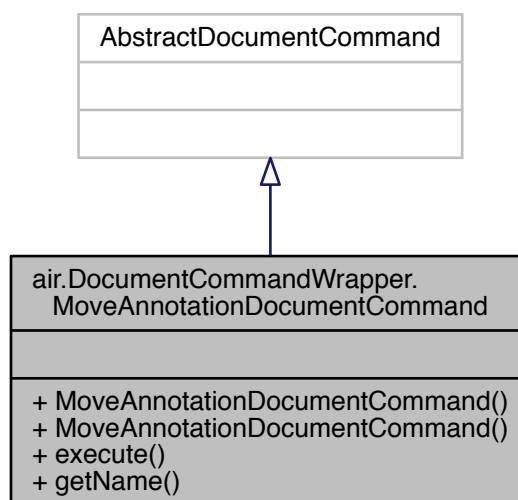 AbstractDocumentCommand
air.DocumentCommandWrapper.
MoveAnnotationDocumentCommand
+ MoveAnnotationDocumentCommand()
+ MoveAnnotationDocumentCommand()
+ execute()
+ getName()